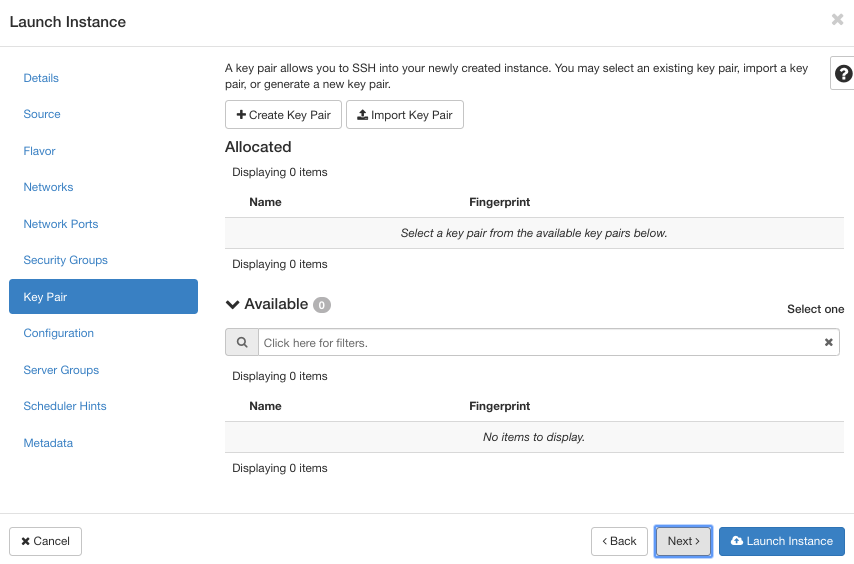 Launch Instance
Details
Source
Flavor
Networks
Network Ports
Security Groups
Key Pair
Configuration
Server Groups
Scheduler Hints
Metadata
A key pair allows you to SSH into your newly created instance. You may select an existing key pair, import a key
pair, or generate a new key pair.
Create Key Pair Import Key Pair
Allocated
Displaying 0 items
Name Fingerprint
Select a key pair from the available key pairs below.
Displaying 0 items
Available 0
Select one
Click here for filters.
Displaying 0 items
Name Fingerprint
No items to display.
Displaying 0 items
Cancel < Back Next > Launch Instance